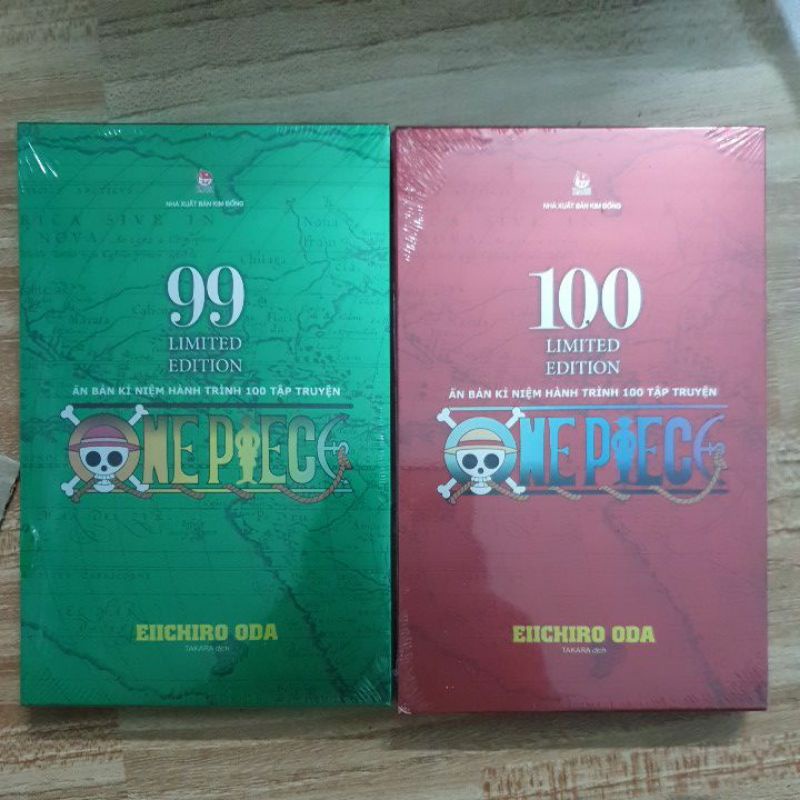 NHÀ XUẤT BẢN KIM ĐỒNG
99
LIMITED
EDITION
ẤN BẢN KỈ NIỆM HÀNH TRÌNH 100 TẬP TRUYỆN
ONE PIECE
EIICHIRO ODA
TAKARA dịch
NHÀ XUẤT BẢN KIM ĐỒNG
100
LIMITED
EDITION
ẤN BẢN KỈ NIỆM HÀNH TRÌNH 100 TẬP TRUYỆN
ONE PIECE
EIICHIRO ODA
TAKARA dịch